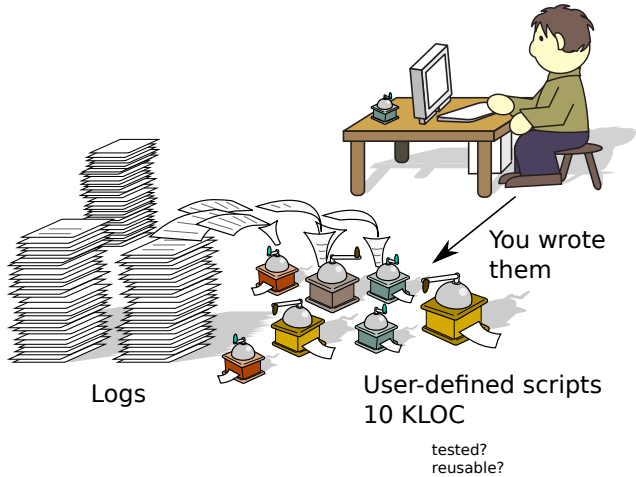 You wrote
them
Logs
User-defined scripts
10 KLOC
tested?
reusable?